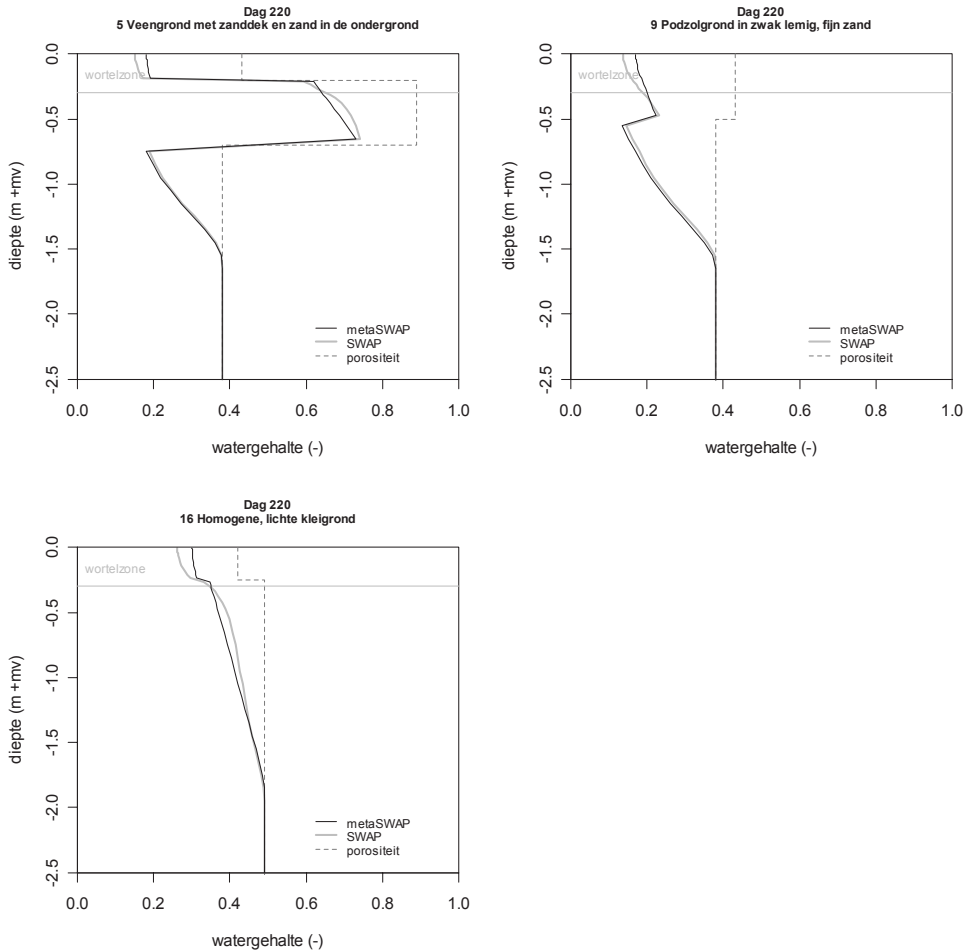 Dag 220
5 Veengrond met zanddek en zand in de ondergrond
wortelzone
diepte (m +mv)
0.0
-0.5
-1.0
-1.5
-2.0
-2.5
metaSWAP
SWAP
porositeit
0.0 0.2 0.4 0.6 0.8 1.0
watergehalte (-)
Dag 220
9 Podzolgrond in zwak lemig, fijn zand
wortelzone
diepte (m +mv)
0.0
-0.5
-1.0
-1.5
-2.0
-2.5
metaSWAP
SWAP
porositeit
0.0 0.2 0.4 0.6 0.8 1.0
watergehalte (-)
Dag 220
16 Homogene, lichte kleigrond
wortelzone
diepte (m +mv)
0.0
-0.5
-1.0
-1.5
-2.0
-2.5
metaSWAP
SWAP
porositeit
0.0 0.2 0.4 0.6 0.8 1.0
watergehalte (-)